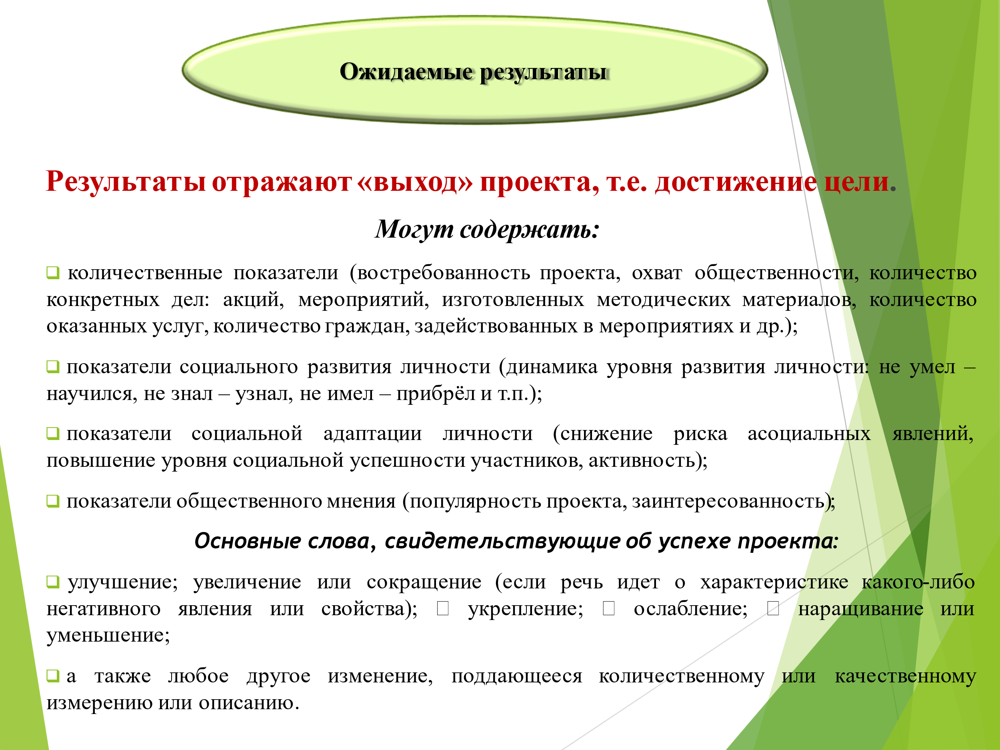 Ожидаемые результаты
Результаты отражают «выход» проекта, т.е. достижение цели.
Могут содержать:
❑ количественные показатели (востребованность проекта, охват общественности, количество
конкретных дел: акций, мероприятий, изготовленных методических материалов, количество
оказанных услуг, количество граждан, задействованных в мероприятиях и др.);
❑ показатели социального развития личности (динамика уровня развития личности: не умел –
научился, не знал – узнал, не имел – прибрёл и т.п.);
❑ показатели социальной адаптации личности (снижение риска асоциальных явлений,
повышение уровня социальной успешности участников, активность);
❑ показатели общественного мнения (популярность проекта, заинтересованность);
Основные слова, свидетельствующие об успехе проекта:
❑ улучшение; увеличение или сокращение (если речь идет о характеристике какого-либо
негативного явления или свойства); □ укрепление; □ ослабление; □ наращивание или
уменьшение;
❑ а также любое другое изменение, поддающееся количественному или качественному
измерению или описанию.